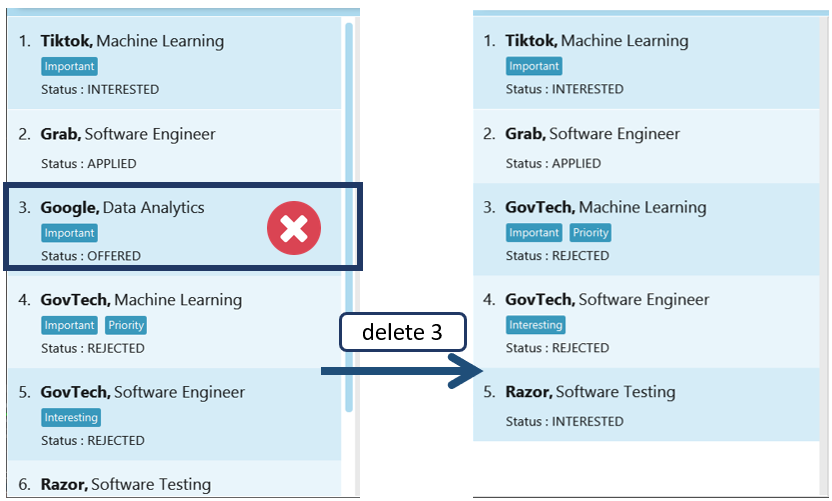 1. Tiktok, Machine Learning
Important
Status : INTERESTED
2. Grab, Software Engineer
Status : APPLIED
3. Google, Data Analytics
Important
Status : OFFERED
4. GovTech, Machine Learning
Important Priority
Status : REJECTED
5. GovTech, Software Engineer
Interesting
Status : REJECTED
6. Razor, Software Testing
delete 3
1. Tiktok, Machine Learning
Important
Status : INTERESTED
2. Grab, Software Engineer
Status : APPLIED
3. GovTech, Machine Learning
Important Priority
Status : REJECTED
4. GovTech, Software Engineer
Interesting
Status : REJECTED
5. Razor, Software Testing
Status : INTERESTED